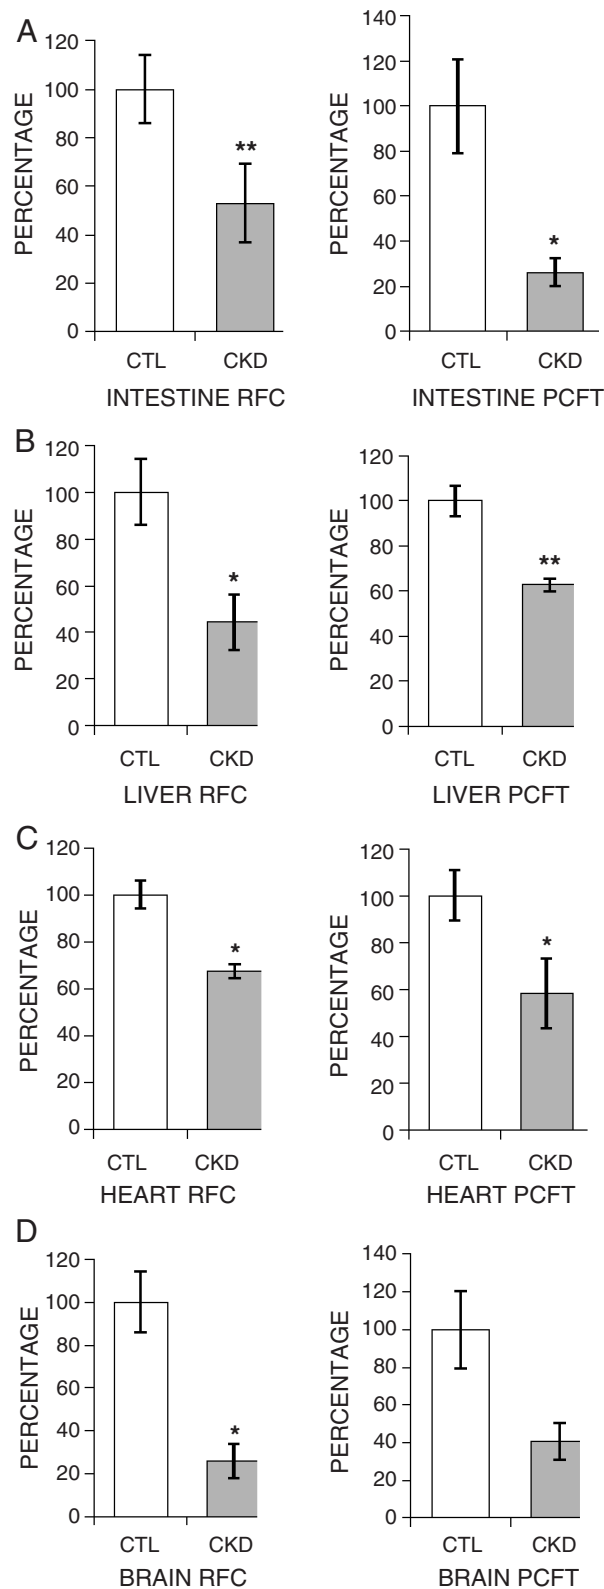 A
PERCENTAGE
120
100
80
60
40
20
0
**
CTL CKD
INTESTINE RFC
PERCENTAGE
140
120
100
80
60
40
20
0
*
CTL CKD
INTESTINE PCFT
B
PERCENTAGE
120
100
80
60
40
20
0
*
CTL CKD
LIVER RFC
PERCENTAGE
120
100
80
60
40
20
0
**
CTL CKD
LIVER PCFT
C
PERCENTAGE
120
100
80
60
40
20
0
*
CTL CKD
HEART RFC
PERCENTAGE
120
100
80
60
40
20
0
*
CTL CKD
HEART PCFT
D
PERCENTAGE
120
100
80
60
40
20
0
*
CTL CKD
BRAIN RFC
PERCENTAGE
140
120
100
80
60
40
20
0
CTL CKD
BRAIN PCFT